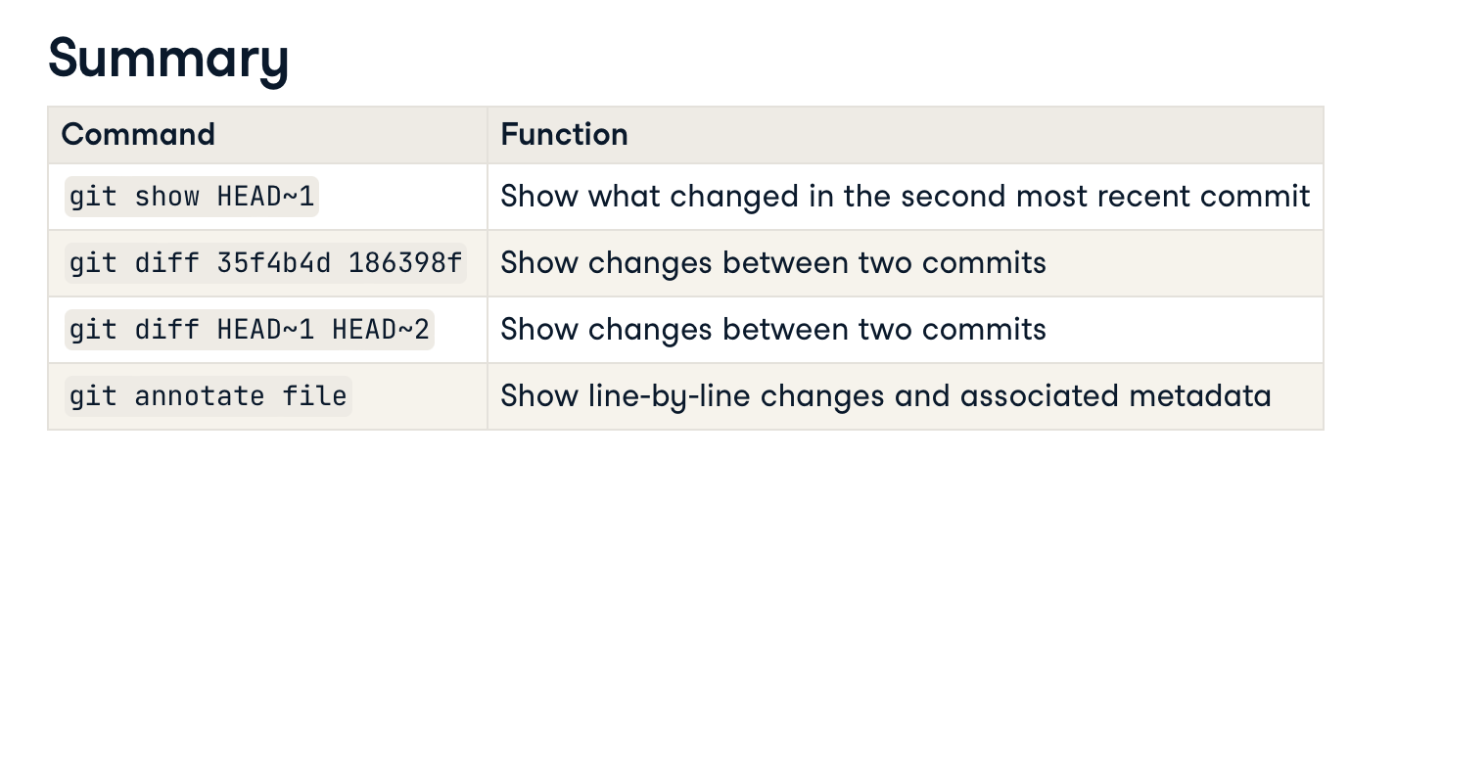 Summary
Command Function
git show HEAD~1 Show what changed in the second most recent commit
git diff 35f4b4d 186398f Show changes between two commits
git diff HEAD~1 HEAD~2 Show changes between two commits
git annotate file Show line-by-line changes and associated metadata